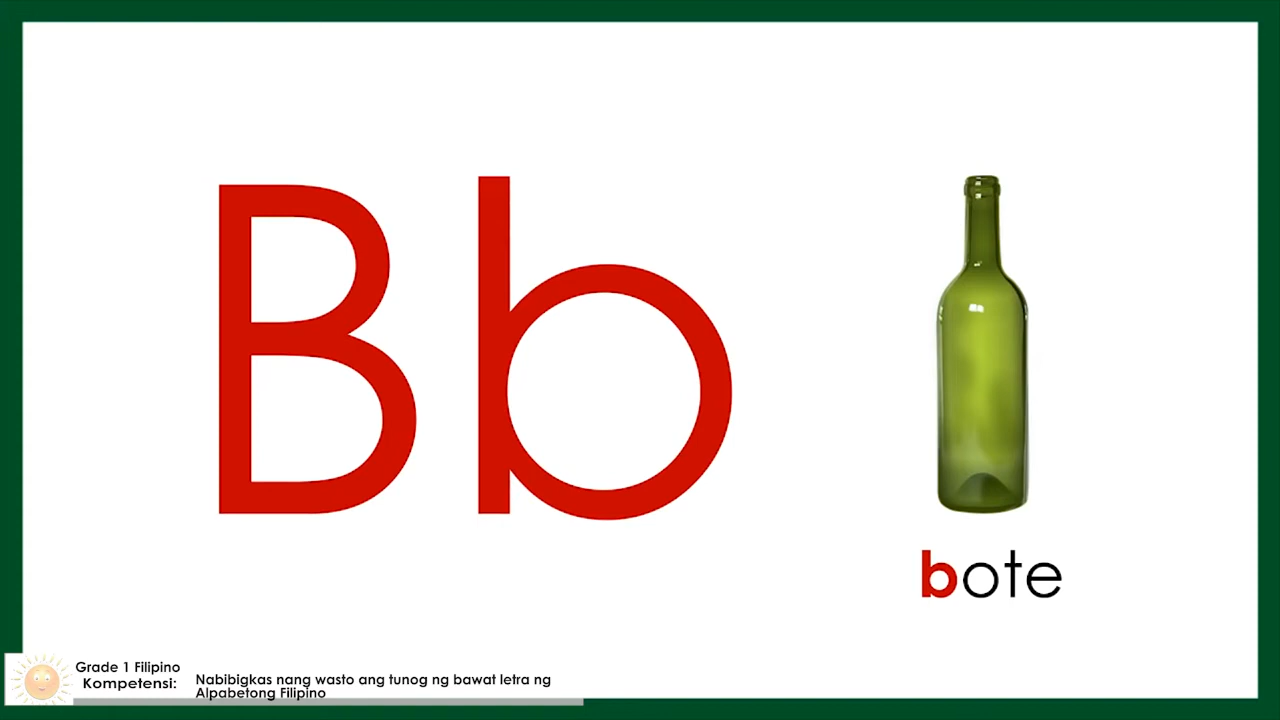 Bb
bote
Grade 1 Filipino
Kompetensi:
Nabibigkas nang wasto ang tunog ng bawat letra ng
Alpabetong Filipino